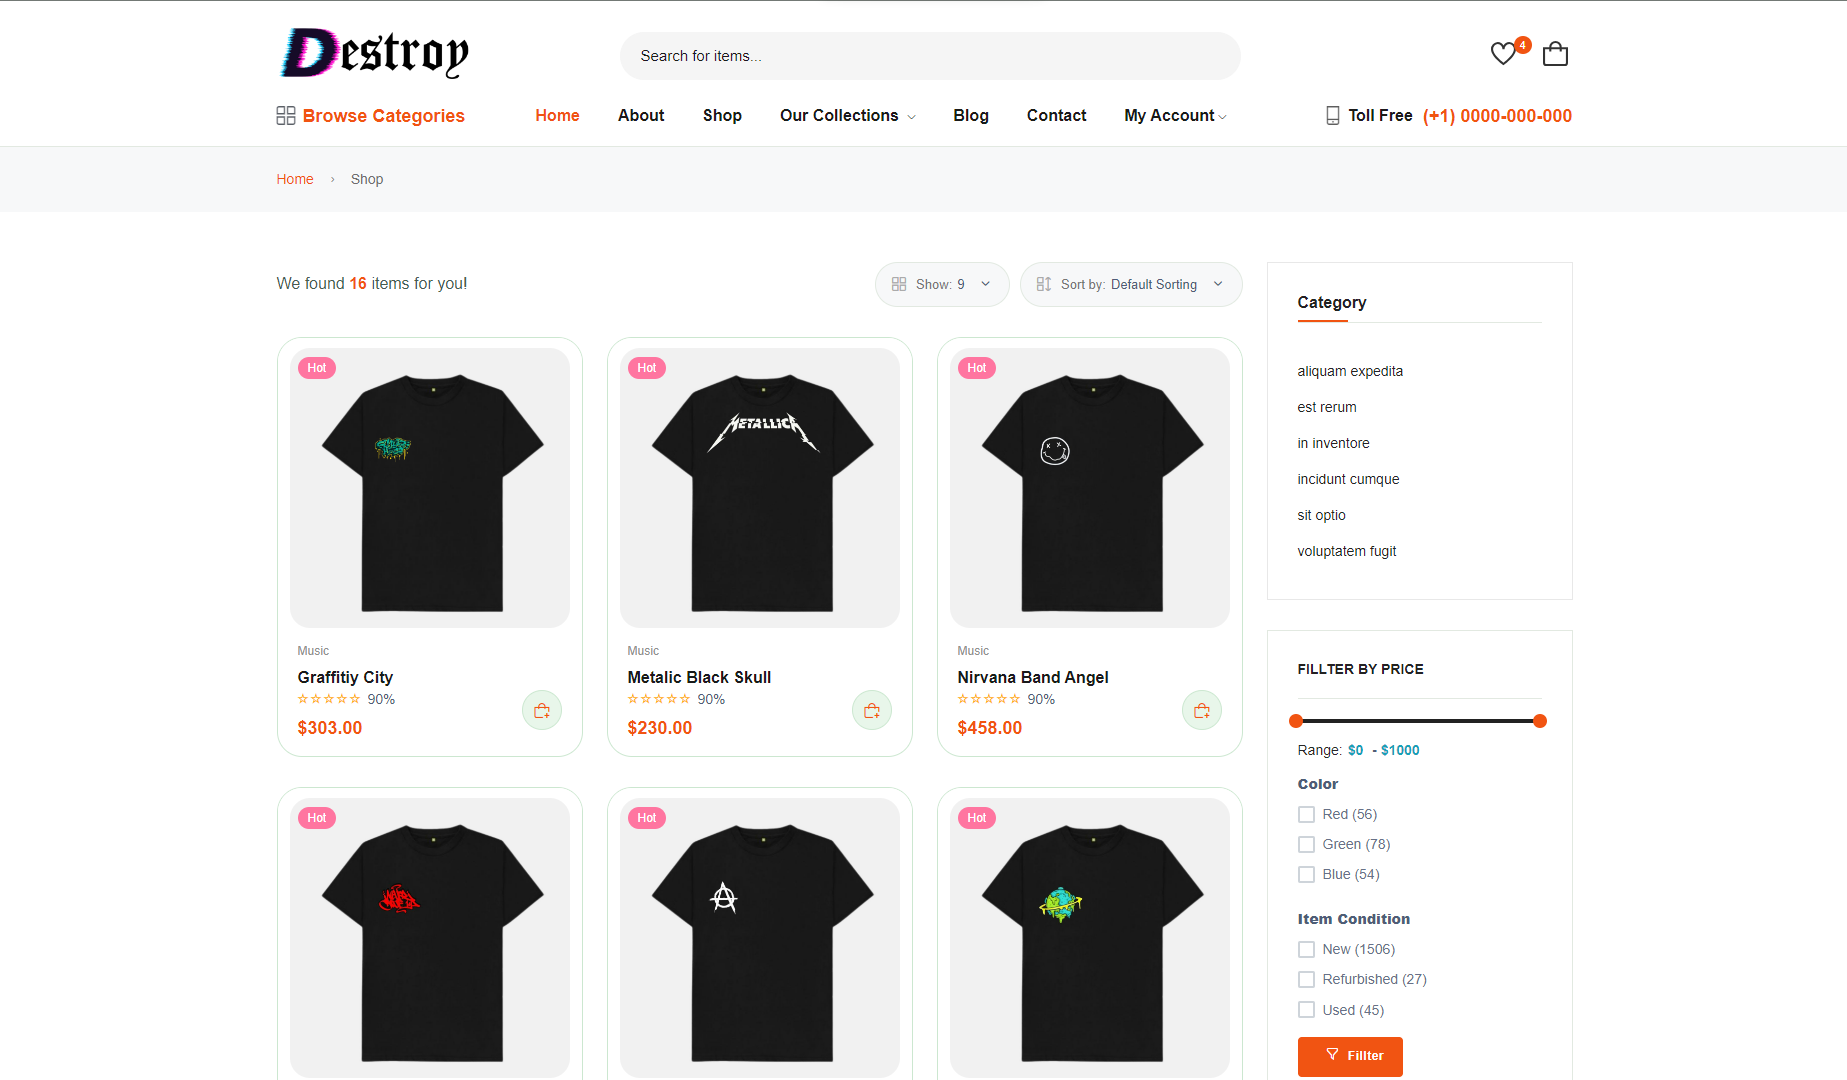 Destroy
Search for items...
4
Browse Categories
Home
About
Shop
Our Collections
Blog
Contact
My Account
Toll Free (+1) 0000-000-000
Home › Shop
We found 16 items for you!
Show: 9
Sort by: Default Sorting
Hot
Hot
METALLICA
Hot
Music
Graffitiy City
90%
$303.00
Music
Metalic Black Skull
90%
$230.00
Music
Nirvana Band Angel
90%
$458.00
Hot
Hot
Hot
Category
aliquam expedita
est rerum
in inventore
incidunt cumque
sit optio
voluptatem fugit
FILLTER BY PRICE
Range: $0 - $1000
Color
Red (56)
Green (78)
Blue (54)
Item Condition
New (1506)
Refurbished (27)
Used (45)
Fillter